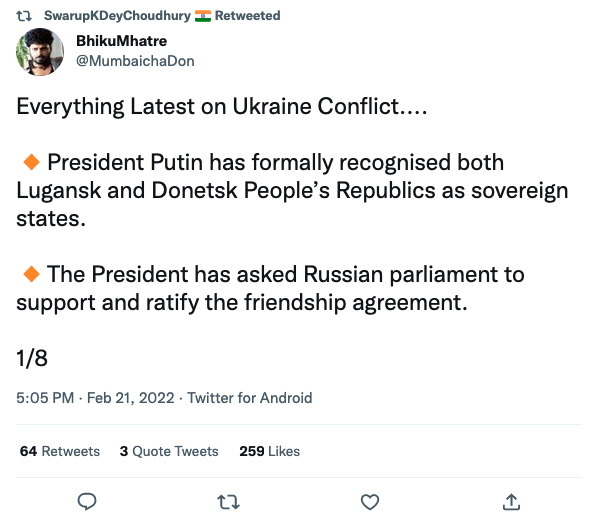 SwarupKDeyChoudhury 🇮🇳 Retweeted
BhikuMhatre
@MumbaichaDon
Everything Latest on Ukraine Conflict....
🔸President Putin has formally recognised both
Lugansk and Donetsk People's Republics as sovereign
states.
🔸The President has asked Russian parliament to
support and ratify the friendship agreement.
1/8
5:05 PM · Feb 21, 2022 · Twitter for Android
64 Retweets 3 Quote Tweets 259 Likes